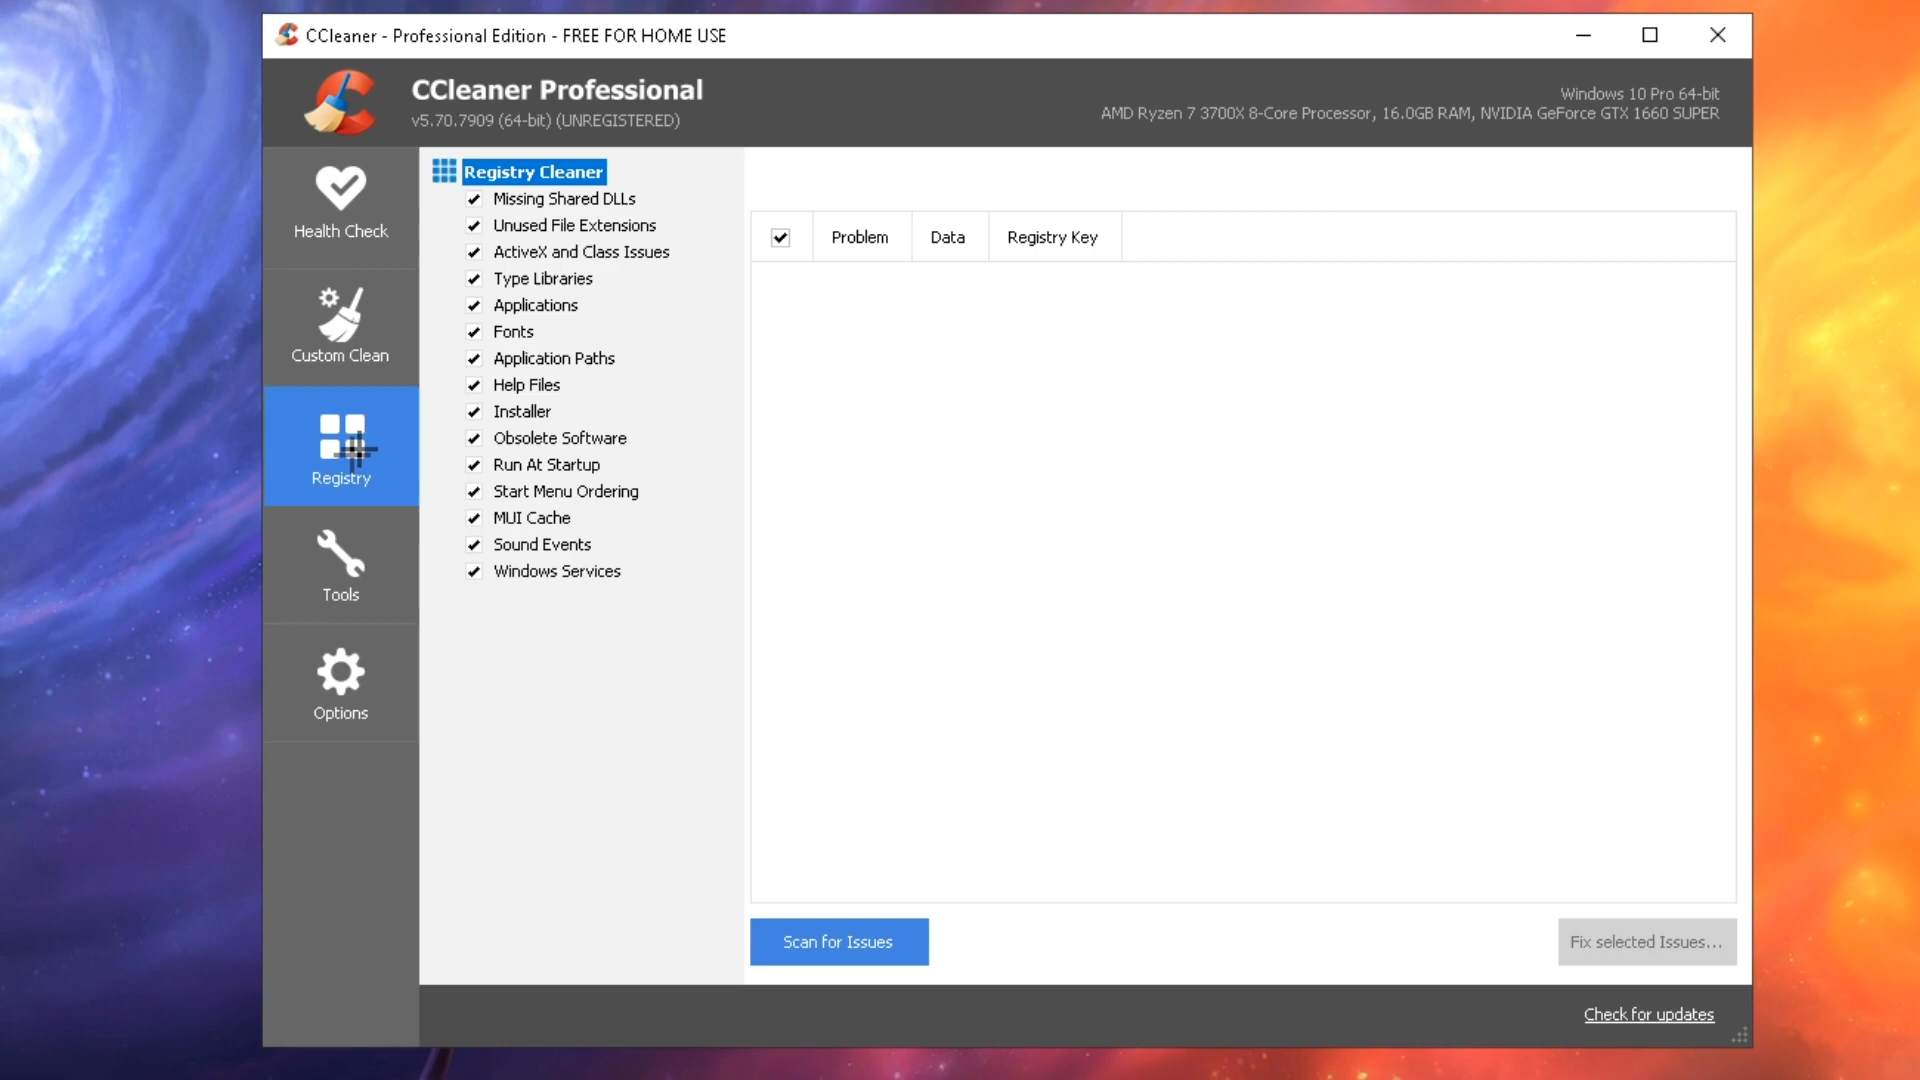 CCleaner - Professional Edition - FREE FOR HOME USE
CCleaner Professional
v5.70.7909 (64-bit) (UNREGISTERED)
Windows 10 Pro 64-bit
AMD Ryzen 7 3700X 8-Core Processor, 16.0GB RAM, NVIDIA GeForce GTX 1660 SUPER
Health Check
Custom Clean
Registry
Tools
Options
Registry Cleaner
Missing Shared DLLs
Unused File Extensions
ActiveX and Class Issues
Type Libraries
Applications
Fonts
Application Paths
Help Files
Installer
Obsolete Software
Run At Startup
Start Menu Ordering
MUI Cache
Sound Events
Windows Services
Problem Data Registry Key
Scan for Issues
Fix selected Issues...
Check for updates